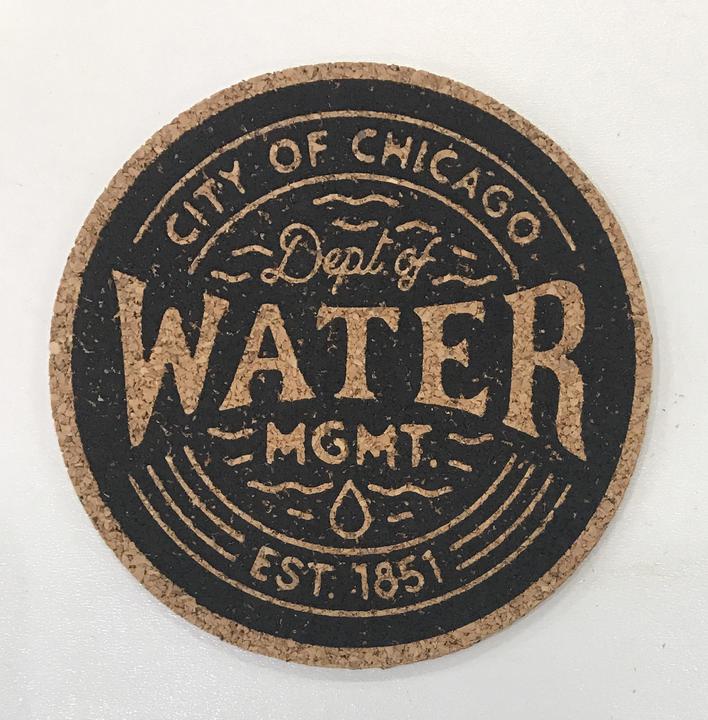 CITY OF CHICAGO
Dept. of
WATER
MGMT.
EST. 1851